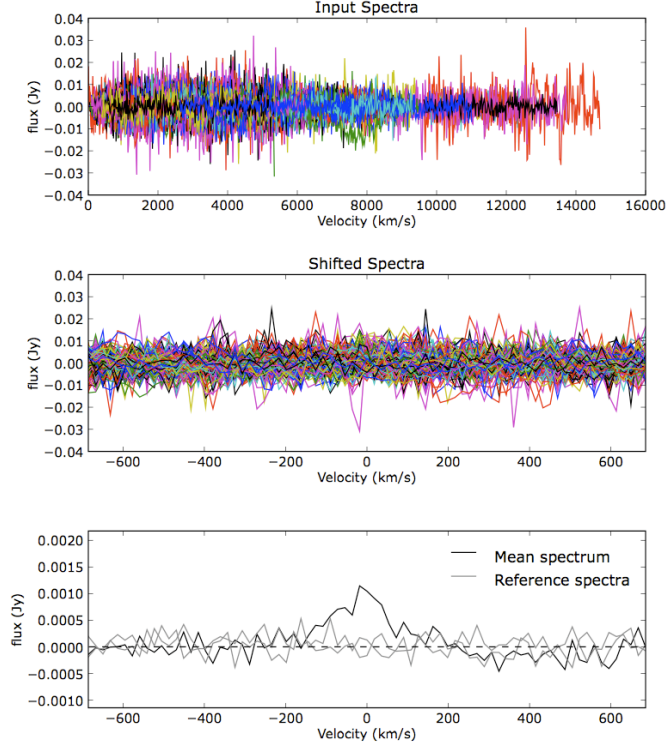 Input Spectra
flux (Jy)
0.04
0.03
0.02
0.01
0.00
−0.01
−0.02
−0.03
−0.04
0 2000 4000 6000 8000 10000 12000 14000 16000
Velocity (km/s)
Shifted Spectra
flux (Jy)
0.04
0.03
0.02
0.01
0.00
−0.01
−0.02
−0.03
−0.04
−600 −400 −200 0 200 400 600
Velocity (km/s)
flux (Jy)
0.0020
0.0015
0.0010
0.0005
0.0000
−0.0005
−0.0010
Mean spectrum
Reference spectra
−600 −400 −200 0 200 400 600
Velocity (km/s)